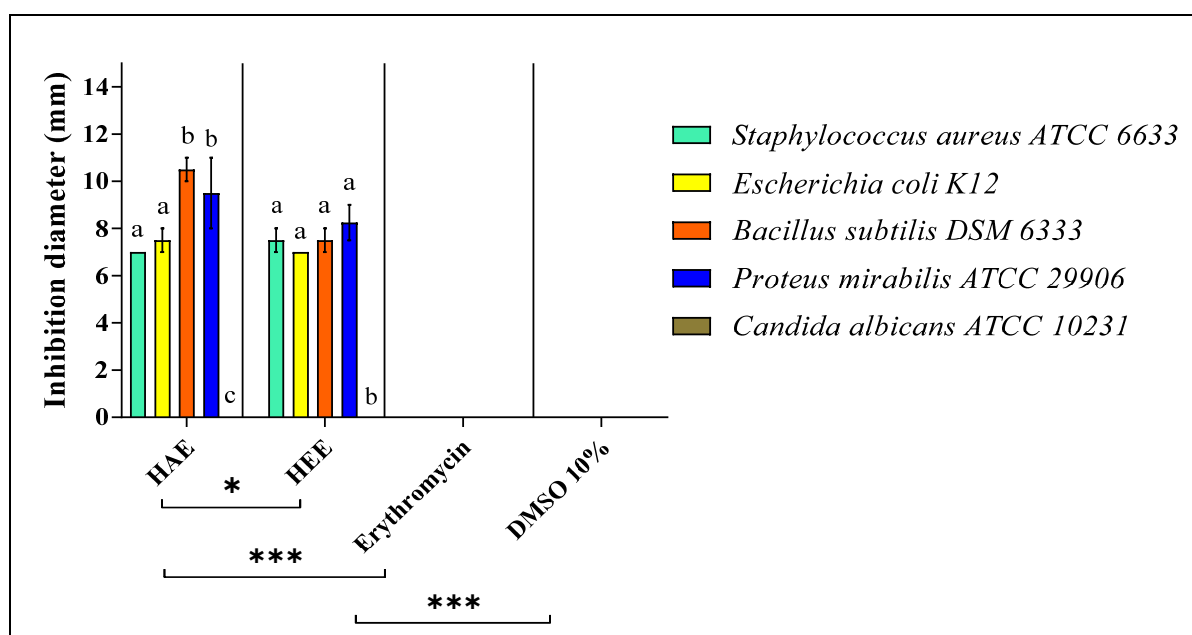 Inhibition diameter (mm)
14
12
10
8
6
4
2
0
a
a
b
b
c
a
a
a
a
b
HAE
HEE
Erythromycin
DMSO 10%
*
***
***
Staphylococcus aureus ATCC 6633
Escherichia coli K12
Bacillus subtilis DSM 6333
Proteus mirabilis ATCC 29906
Candida albicans ATCC 10231